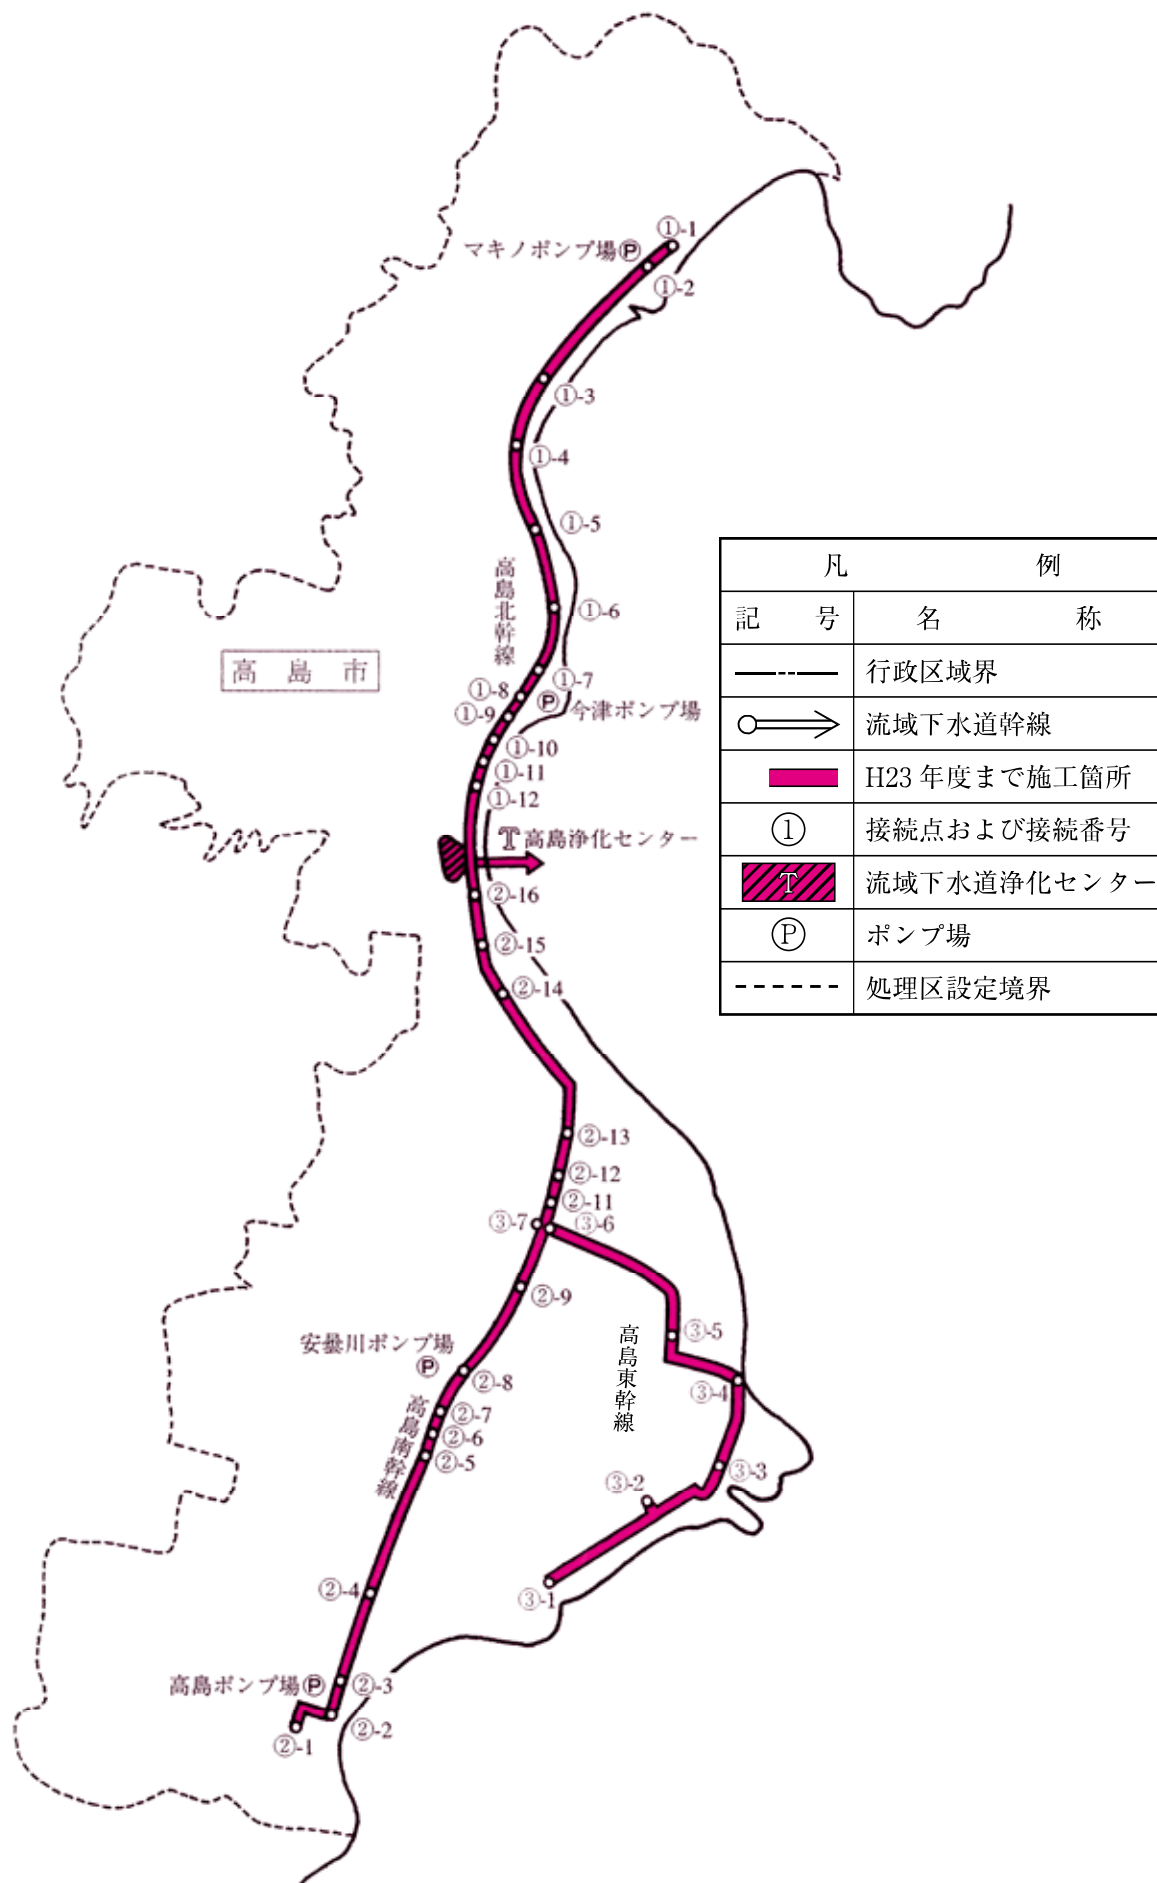 ①-1
マキノポンプ場Ⓟ
①-2
①-3
①-4
①-5
高島北幹線
①-6
高島市
①-7
①-8
Ⓟ
今津ポンプ場
①-9
①-10
①-11
①-12
T高島浄化センター
②-16
②-15
②-14
②-13
②-12
②-11
③-7
③-6
②-9
高島東幹線
③-5
安曇川ポンプ場
Ⓟ
②-8
③-4
高島南幹線
②-7
②-6
②-5
③-3
③-2
②-4
③-1
高島ポンプ場Ⓟ
②-3
②-2
②-1
凡例
記号 名称
行政区域界
流域下水道幹線
H23年度まで施工箇所
① 接続点および接続番号
T 流域下水道浄化センター
Ⓟ ポンプ場
処理区設定境界